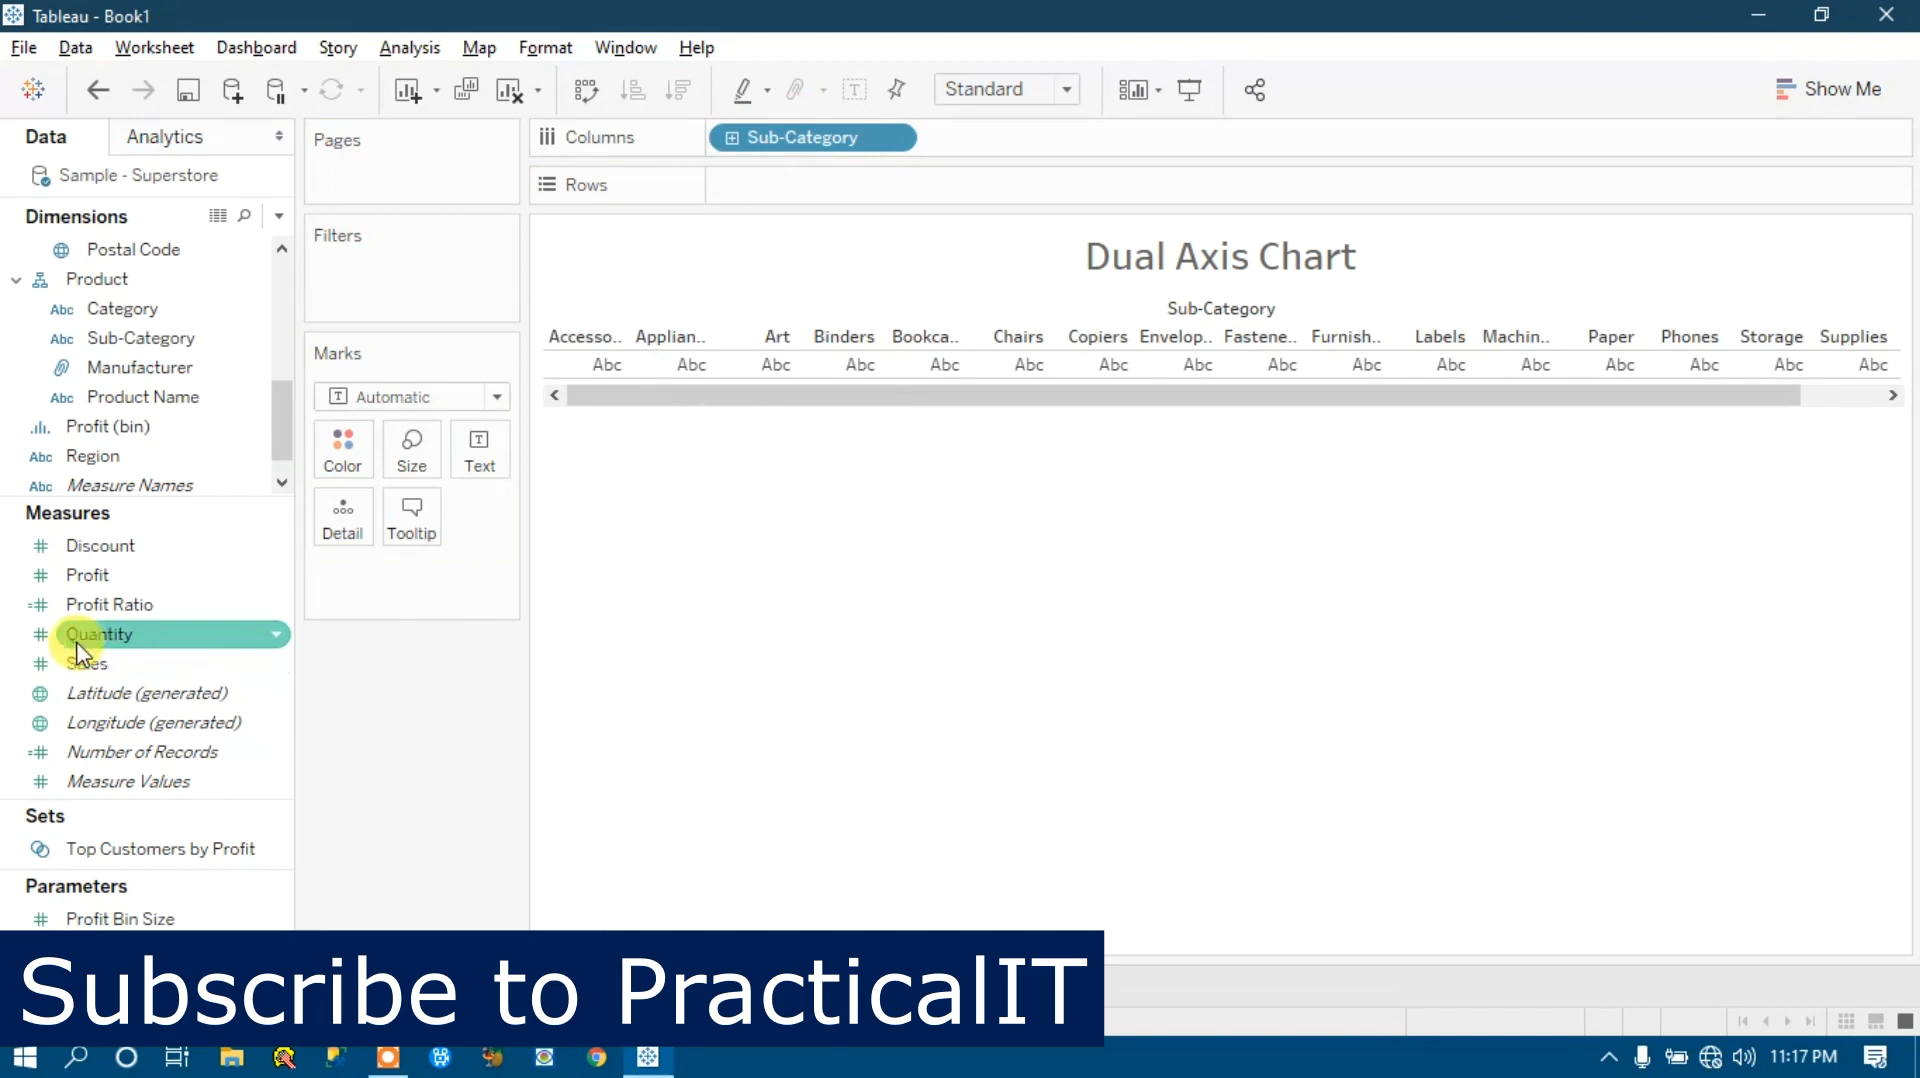 Tableau - Book1
File Data Worksheet Dashboard Story Analysis Map Format Window Help
Standard
Show Me
Data Analytics
Sample - Superstore
Dimensions
Postal Code
Product
Abc Category
Abc Sub-Category
Manufacturer
Abc Product Name
Profit (bin)
Abc Region
Abc Measure Names
Measures
# Discount
# Profit
=# Profit Ratio
# Quantity
# Sales
Latitude (generated)
Longitude (generated)
=# Number of Records
# Measure Values
Sets
Top Customers by Profit
Parameters
# Profit Bin Size
Pages
Filters
Marks
T Automatic
Color Size T Text
Detail Tooltip
Columns Sub-Category
Rows
Dual Axis Chart
Sub-Category
Accesso.. Applian.. Art Binders Bookca.. Chairs Copiers Envelop.. Fastene.. Furnish.. Labels Machin.. Paper Phones Storage Supplies
Abc Abc Abc Abc Abc Abc Abc Abc Abc Abc Abc Abc Abc Abc Abc Abc
Subscribe to PracticalIT
11:17 PM